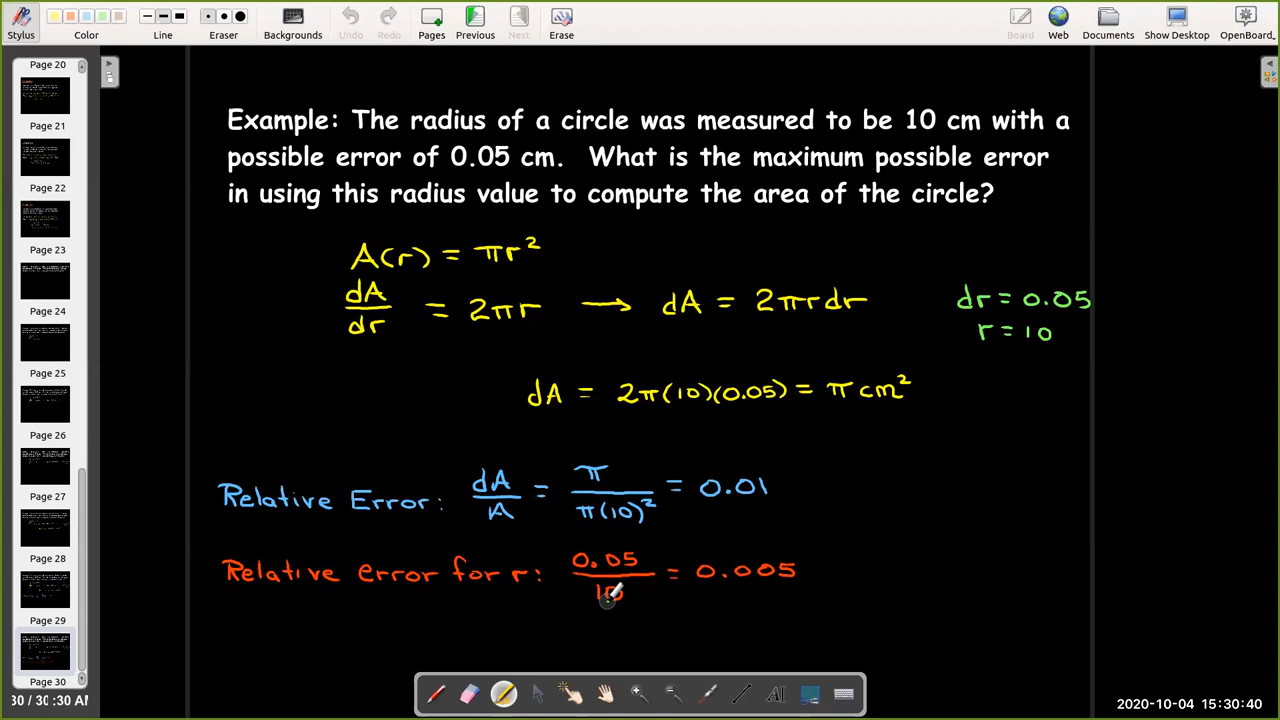 Stylus
Color
Line
Eraser
Backgrounds
Undo
Redo
Pages
Previous
Next
Erase
Board
Web
Documents
Show Desktop
OpenBoard
Page 20
Page 21
Page 22
Page 23
Page 24
Page 25
Page 26
Page 27
Page 28
Page 29
Page 30
30 / 30
:30 AM
Example: The radius of a circle was measured to be 10 cm with a
possible error of 0.05 cm. What is the maximum possible error
in using this radius value to compute the area of the circle?
A(r) = πr²
dA/dr = 2πr → dA = 2πrdr
dr = 0.05
r = 10
dA = 2π(10)(0.05) = π cm²
Relative Error: dA/A = π/π(10)² = 0.01
Relative error for r: 0.05/10 = 0.005
2020-10-04 15:30:40